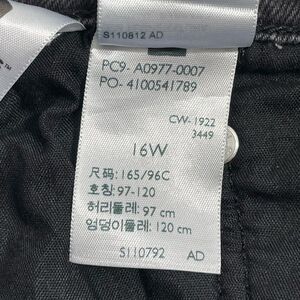 S110812 AD
PC9- A0977-0007
PO- 4100541789
CW-1922
3449
16W
尺码: 165/96C
호칭: 97-120
허리둘레: 97 cm
엉덩이둘레: 120 cm
S110792 AD